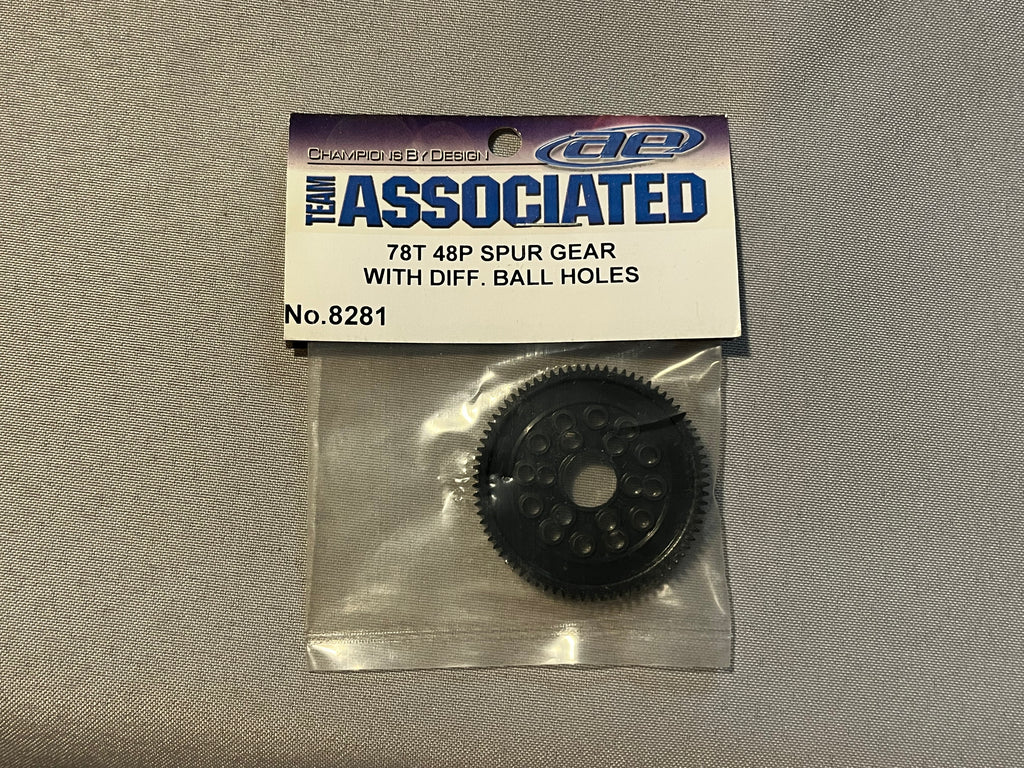 CHAMPIONS BY DESIGN
ae
TEAM ASSOCIATED
78T 48P SPUR GEAR
WITH DIFF. BALL HOLES
No.8281